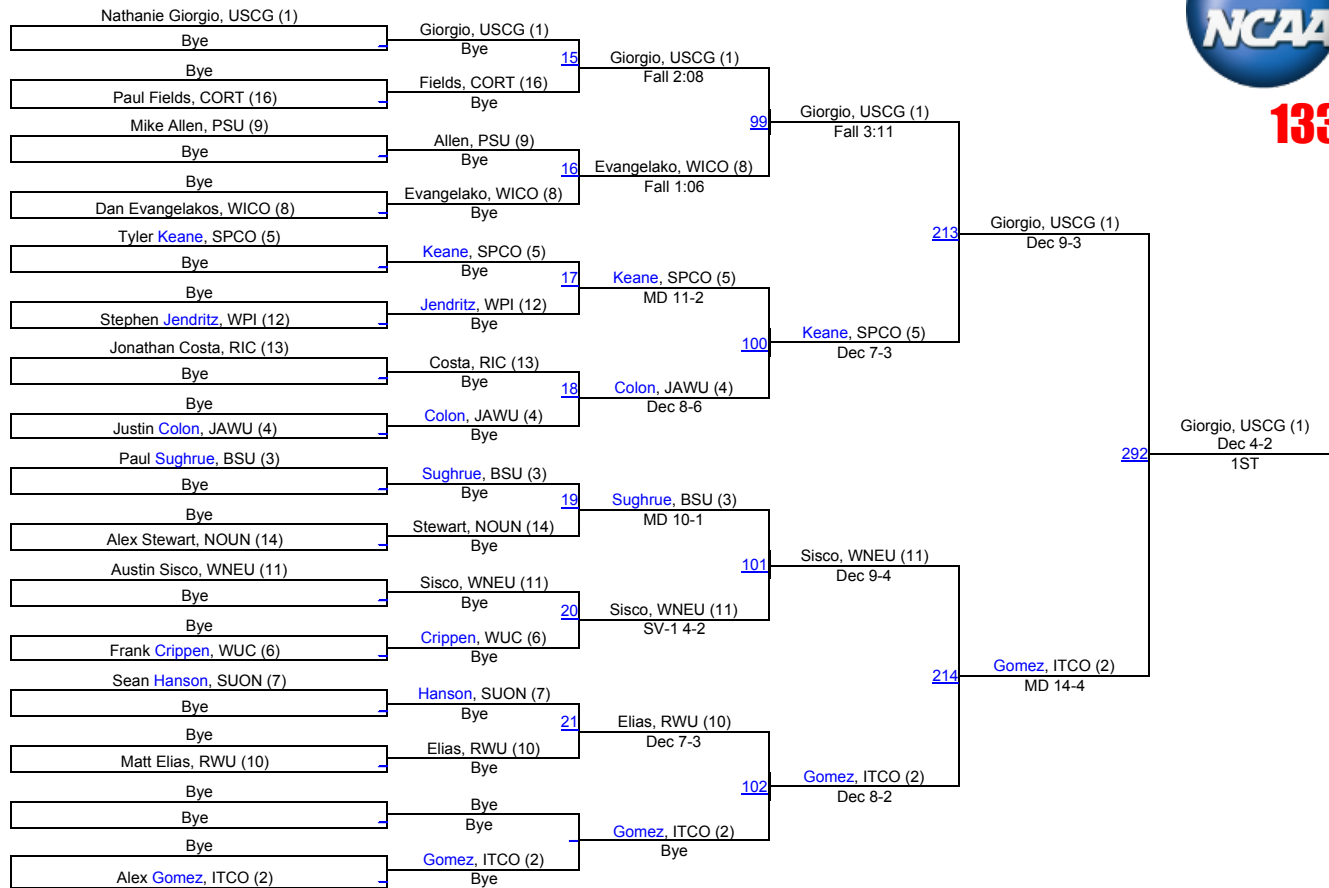 Nathanie Giorgio, USCG (1)
Bye
Bye
Paul Fields, CORT (16)
Mike Allen, PSU (9)
Bye
Bye
Dan Evangelakos, WICO (8)
Tyler Keane, SPCO (5)
Bye
Bye
Stephen Jendritz, WPI (12)
Jonathan Costa, RIC (13)
Bye
Bye
Justin Colon, JAWU (4)
Paul Sughrue, BSU (3)
Bye
Bye
Alex Stewart, NOUN (14)
Austin Sisco, WNEU (11)
Bye
Bye
Frank Crippen, WUC (6)
Sean Hanson, SUON (7)
Bye
Bye
Matt Elias, RWU (10)
Bye
Bye
Bye
Alex Gomez, ITCO (2)
Giorgio, USCG (1)
Bye
15
Fields, CORT (16)
Bye
Allen, PSU (9)
Bye
16
Evangelako, WICO (8)
Bye
Keane, SPCO (5)
Bye
17
Jendritz, WPI (12)
Bye
Costa, RIC (13)
Bye
18
Colon, JAWU (4)
Bye
Sughrue, BSU (3)
Bye
19
Stewart, NOUN (14)
Bye
Sisco, WNEU (11)
Bye
20
Crippen, WUC (6)
Bye
Hanson, SUON (7)
Bye
21
Elias, RWU (10)
Bye
Bye
Bye
Gomez, ITCO (2)
Bye
Giorgio, USCG (1)
Fall 2:08
99
Evangelako, WICO (8)
Fall 1:06
Keane, SPCO (5)
MD 11-2
100
Colon, JAWU (4)
Dec 8-6
Sughrue, BSU (3)
MD 10-1
101
Sisco, WNEU (11)
SV-1 4-2
Elias, RWU (10)
Dec 7-3
102
Gomez, ITCO (2)
Bye
Giorgio, USCG (1)
Fall 3:11
213
Keane, SPCO (5)
Dec 7-3
Sisco, WNEU (11)
Dec 9-4
214
Gomez, ITCO (2)
Dec 8-2
Giorgio, USCG (1)
Dec 9-3
292
Gomez, ITCO (2)
MD 14-4
Giorgio, USCG (1)
Dec 4-2
1ST
NCAA
133